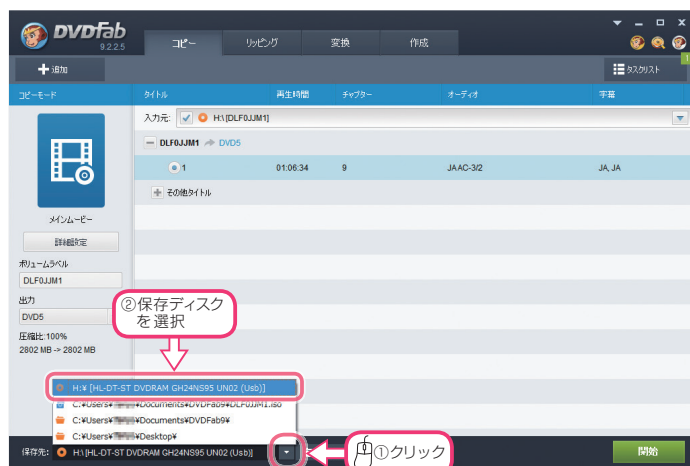 DVDFab
9.2.2.5
コピー
リッピング
変換
作成
追加
タスクリスト
1
コピーモード
タイトル
再生時間
チャプター
オーディオ
字幕
入力元:
H:\[DLF0JJM1]
DLF0JJM1
DVD5
1
01:06:34
9
JA AC-3/2
JA, JA
その他タイトル
メインムービー
詳細設定
ボリュームラベル
DLF0JJM1
出力
DVD5
圧縮比:100%
2802 MB -> 2802 MB
②保存ディスク
を選択
H:¥ [HL-DT-ST DVDRAM GH24NS95 UN02 (Usb)]
C:¥Users¥ ¥Documents¥DVDFab9¥DLF0JJM1.iso
C:¥Users¥ ¥Documents¥DVDFab9¥
C:¥Users¥ ¥Desktop¥
保存先:
H:\[HL-DT-ST DVDRAM GH24NS95 UN02 (Usb)]
①クリック
開始